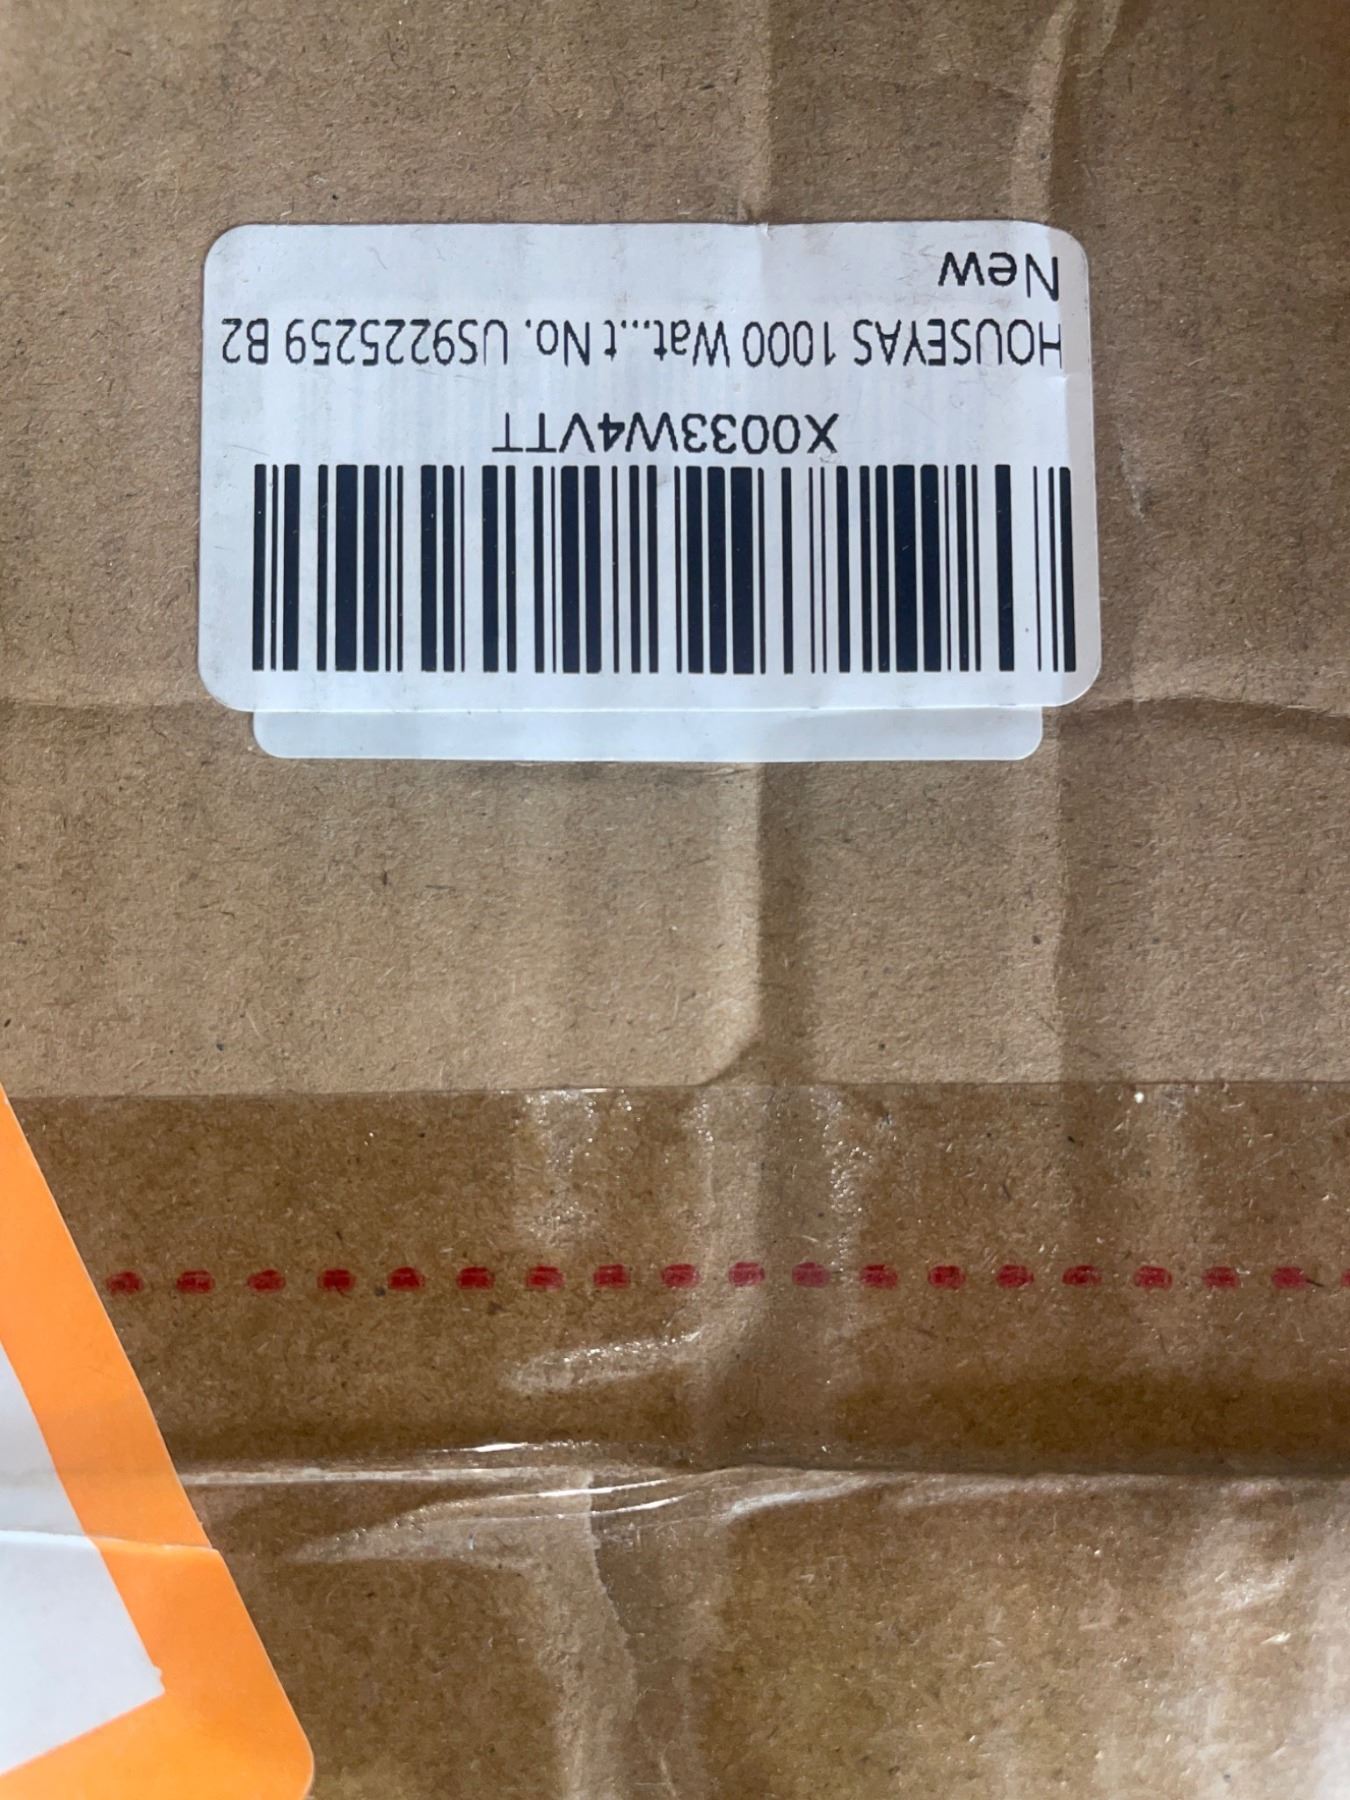 X0033W4VTT
HOUSEYAS 1000 Wat...t No. US9225259 B2
New